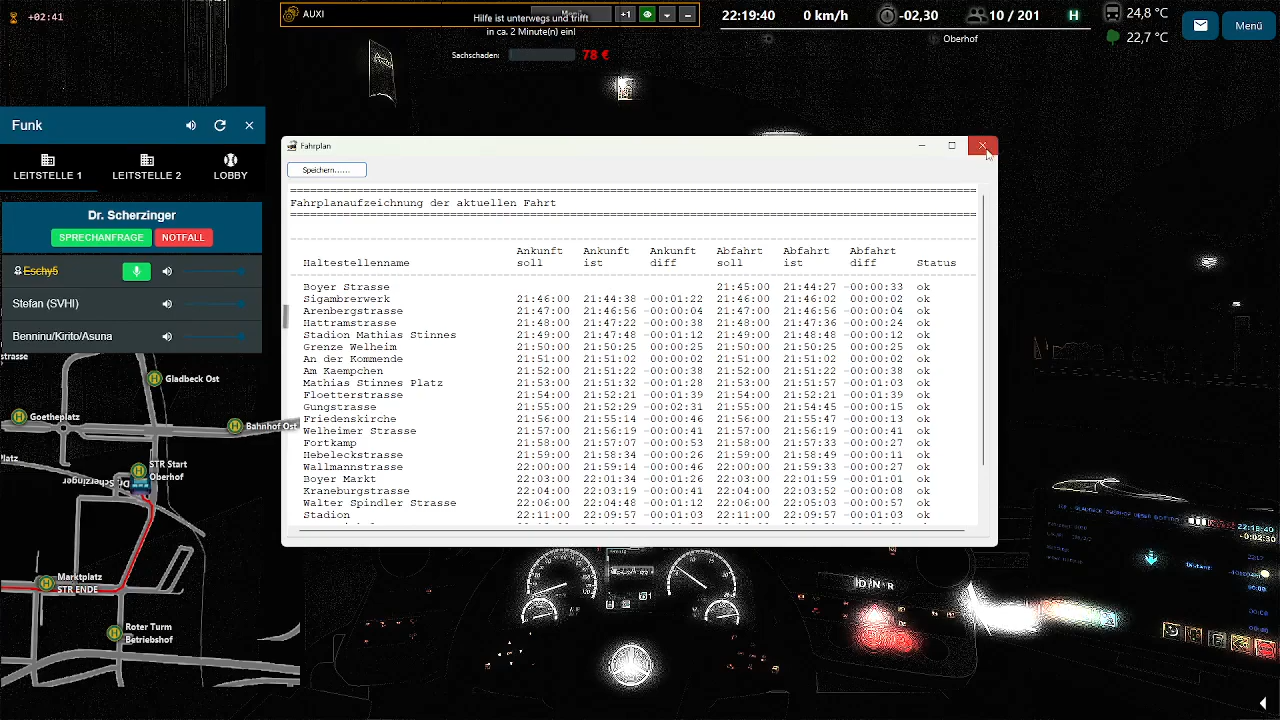 +02:41
AUXI
Menü
+1
Hilfe ist unterwegs und trifft
in ca. 2 Minute(n) ein!
Sachschaden:
78 €
22:19:40
0 km/h
-02,30
10 / 201
H
Oberhof
24,8 °C
22,7 °C
Menü
Funk
LEITSTELLE 1
LEITSTELLE 2
LOBBY
Dr. Scherzinger
SPRECHANFRAGE
NOTFALL
Eschy5
Stefan (SVHI)
Benninu/Kirito/Asuna
strasse
Gladbeck Ost
Goetheplatz
Bahnhof Ost
Platz
STR Start
Oberhof
Dr. Scherzinger
Marktplatz
STR ENDE
Roter Turm
Betriebshof
Fahrplan
Speichern......
Fahrplanaufzeichnung der aktuellen Fahrt
Ankunft Ankunft Ankunft Abfahrt Abfahrt Abfahrt
Haltestellenname soll ist diff soll ist diff Status
Boyer Strasse 21:45:00 21:44:27 -00:00:33 ok
Sigambrerwerk 21:46:00 21:44:38 -00:01:22 21:46:00 21:46:02 00:00:02 ok
Arenbergstrasse 21:47:00 21:46:56 -00:00:04 21:47:00 21:46:56 -00:00:04 ok
Hattramstrasse 21:48:00 21:47:22 -00:00:38 21:48:00 21:47:36 -00:00:24 ok
Stadion Mathias Stinnes 21:49:00 21:47:48 -00:01:12 21:49:00 21:48:48 -00:00:12 ok
Grenze Welheim 21:50:00 21:50:25 00:00:25 21:50:00 21:50:25 00:00:25 ok
An der Kommende 21:51:00 21:51:02 00:00:02 21:51:00 21:51:02 00:00:02 ok
Am Kaempchen 21:52:00 21:51:22 -00:00:38 21:52:00 21:51:22 -00:00:38 ok
Mathias Stinnes Platz 21:53:00 21:51:32 -00:01:28 21:53:00 21:51:57 -00:01:03 ok
Floetterstrasse 21:54:00 21:52:21 -00:01:39 21:54:00 21:52:21 -00:01:39 ok
Gungstrasse 21:55:00 21:52:29 -00:02:31 21:55:00 21:54:45 -00:00:15 ok
Friedenskirche 21:56:00 21:55:14 -00:00:46 21:56:00 21:55:47 -00:00:13 ok
Welheimer Strasse 21:57:00 21:56:19 -00:00:41 21:57:00 21:56:19 -00:00:41 ok
Fortkamp 21:58:00 21:57:07 -00:00:53 21:58:00 21:57:33 -00:00:27 ok
Hebeleckstrasse 21:59:00 21:58:34 -00:00:26 21:59:00 21:58:49 -00:00:11 ok
Wallmannstrasse 22:00:00 21:59:14 -00:00:46 22:00:00 21:59:33 -00:00:27 ok
Boyer Markt 22:03:00 22:01:34 -00:01:26 22:03:00 22:01:59 -00:01:01 ok
Kraneburgstrasse 22:04:00 22:03:19 -00:00:41 22:04:00 22:03:52 -00:00:08 ok
Walter Spindler Strasse 22:06:00 22:04:48 -00:01:12 22:06:00 22:05:03 -00:00:57 ok
Stadion 22:11:00 22:09:57 -00:01:03 22:11:00 22:09:57 -00:01:03 ok
D N R
22:18:40